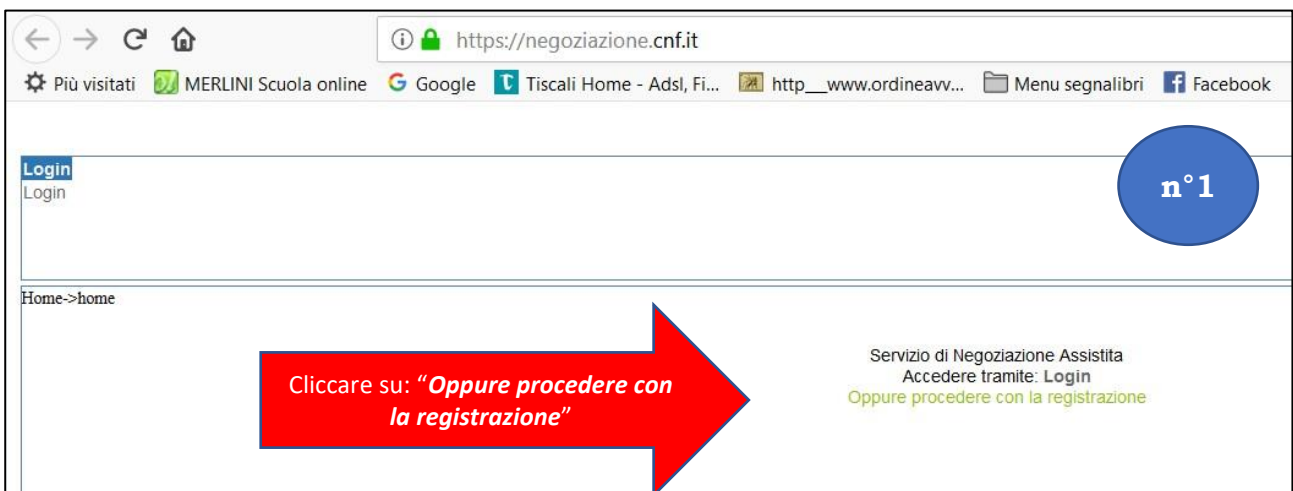 https://negoziazione.cnf.it
Più visitati MERLINI Scuola online Google Tiscali Home - Adsl, Fi... http__www.ordineavv... Menu segnalibri Facebook
Login
Login
n°1
Home->home
Servizio di Negoziazione Assistita
Accedere tramite: Login
Oppure procedere con la registrazione
Cliccare su: “Oppure procedere con
la registrazione”